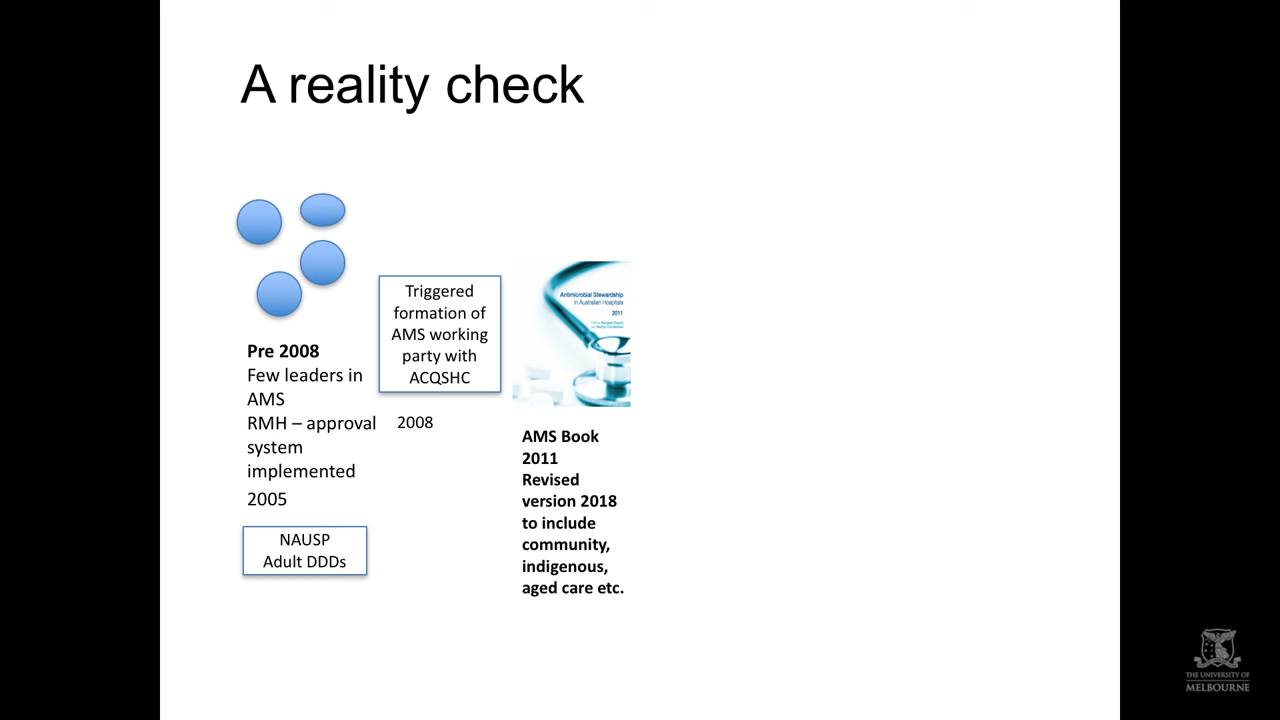 A reality check
Triggered
formation of
AMS working
party with
ACQSHC
Antimicrobial Stewardship
in Australian Hospitals
2011
Pre 2008
Few leaders in
AMS
RMH – approval
system
implemented
2005
2008
NAUSP
Adult DDDs
AMS Book
2011
Revised
version 2018
to include
community,
indigenous,
aged care etc.
THE UNIVERSITY OF
MELBOURNE